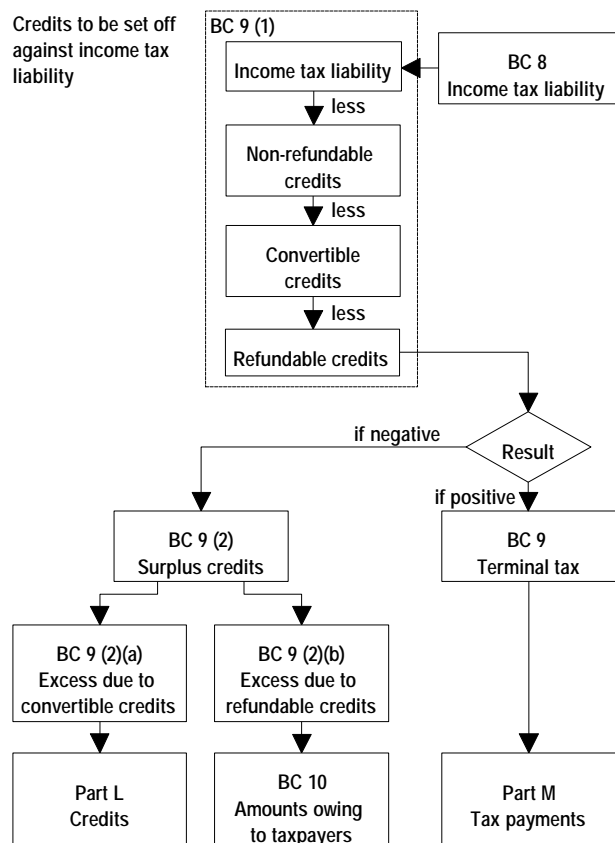 Credits to be set off
against income tax
liability
BC 9 (1)
Income tax liability
BC 8
Income tax liability
less
Non-refundable
credits
less
Convertible
credits
less
Refundable credits
if negative
Result
if positive
BC 9 (2)
Surplus credits
BC 9
Terminal tax
BC 9 (2)(a)
Excess due to
convertible credits
BC 9 (2)(b)
Excess due to
refundable credits
Part L
Credits
BC 10
Amounts owing
to taxpayers
Part M
Tax payments